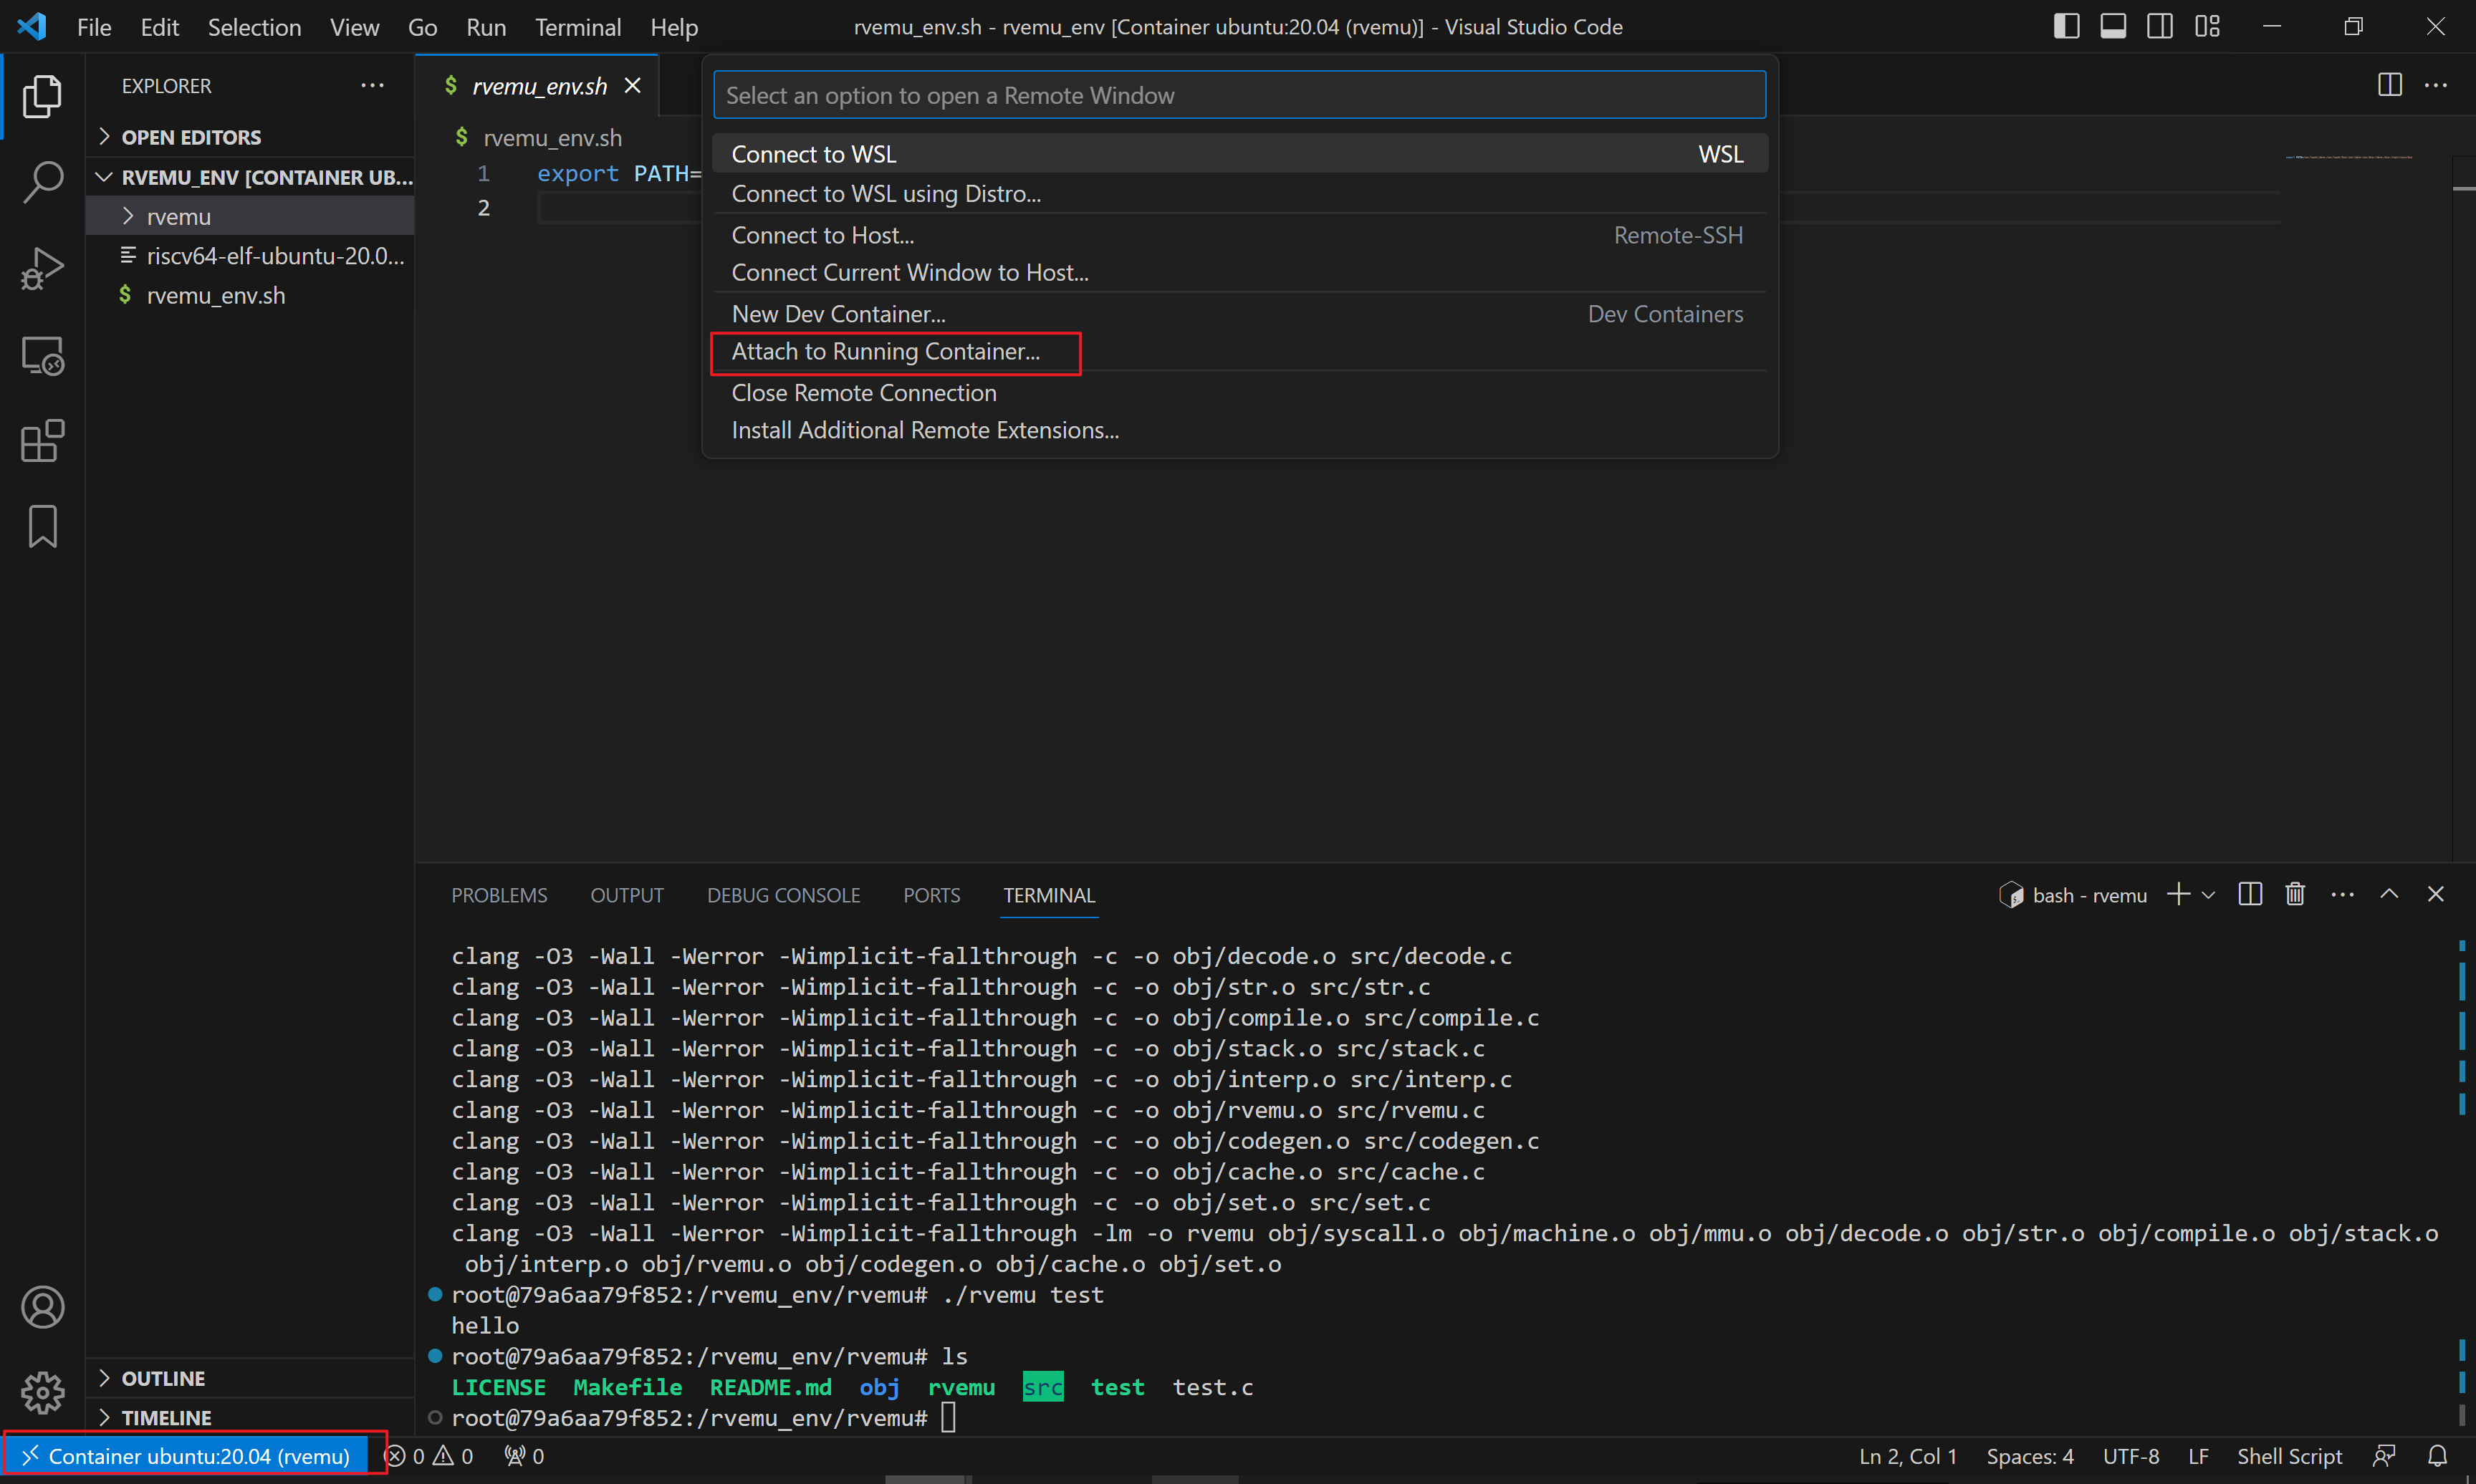 File Edit Selection View Go Run Terminal Help
rvemu_env.sh - rvemu_env [Container ubuntu:20.04 (rvemu)] - Visual Studio Code
EXPLORER
OPEN EDITORS
RVEMU_ENV [CONTAINER UB...
rvemu
riscv64-elf-ubuntu-20.0...
$ rvemu_env.sh
$ rvemu_env.sh
$ rvemu_env.sh
1 export PATH=
2
Select an option to open a Remote Window
Connect to WSL WSL
Connect to WSL using Distro...
Connect to Host... Remote-SSH
Connect Current Window to Host...
New Dev Container... Dev Containers
Attach to Running Container...
Close Remote Connection
Install Additional Remote Extensions...
PROBLEMS OUTPUT DEBUG CONSOLE PORTS TERMINAL
bash - rvemu
clang -O3 -Wall -Werror -Wimplicit-fallthrough -c -o obj/decode.o src/decode.c
clang -O3 -Wall -Werror -Wimplicit-fallthrough -c -o obj/str.o src/str.c
clang -O3 -Wall -Werror -Wimplicit-fallthrough -c -o obj/compile.o src/compile.c
clang -O3 -Wall -Werror -Wimplicit-fallthrough -c -o obj/stack.o src/stack.c
clang -O3 -Wall -Werror -Wimplicit-fallthrough -c -o obj/interp.o src/interp.c
clang -O3 -Wall -Werror -Wimplicit-fallthrough -c -o obj/rvemu.o src/rvemu.c
clang -O3 -Wall -Werror -Wimplicit-fallthrough -c -o obj/codegen.o src/codegen.c
clang -O3 -Wall -Werror -Wimplicit-fallthrough -c -o obj/cache.o src/cache.c
clang -O3 -Wall -Werror -Wimplicit-fallthrough -c -o obj/set.o src/set.c
clang -O3 -Wall -Werror -Wimplicit-fallthrough -lm -o rvemu obj/syscall.o obj/machine.o obj/mmu.o obj/decode.o obj/str.o obj/compile.o obj/stack.o
obj/interp.o obj/rvemu.o obj/codegen.o obj/cache.o obj/set.o
root@79a6aa79f852:/rvemu_env/rvemu# ./rvemu test
hello
root@79a6aa79f852:/rvemu_env/rvemu# ls
LICENSE Makefile README.md obj rvemu src test test.c
root@79a6aa79f852:/rvemu_env/rvemu#
OUTLINE
TIMELINE
Container ubuntu:20.04 (rvemu) 0 0 0
Ln 2, Col 1 Spaces: 4 UTF-8 LF Shell Script